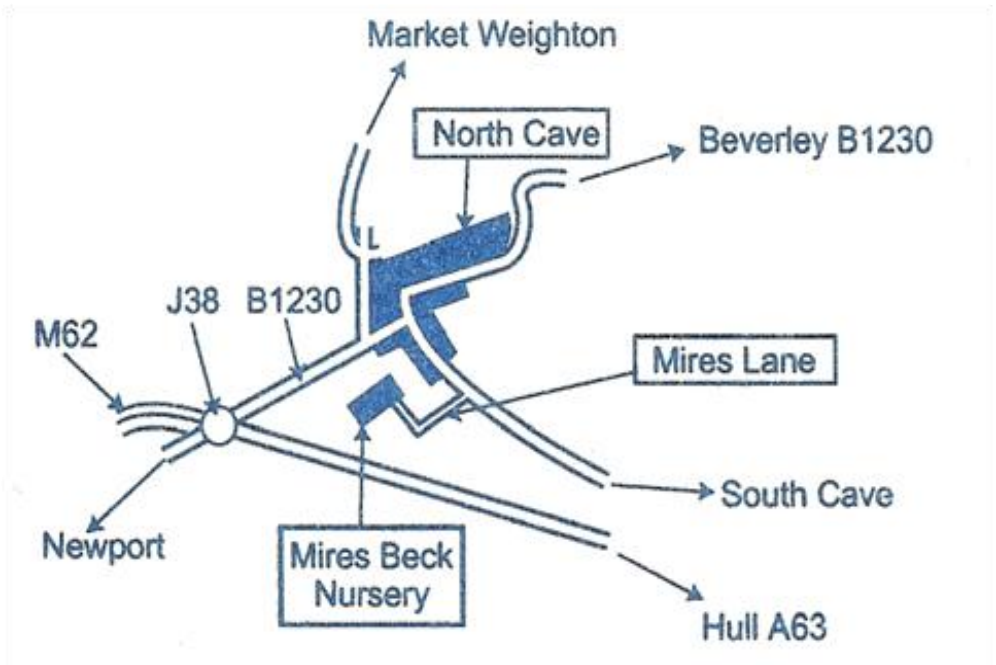 Market Weighton
North Cave
Beverley B1230
J38
B1230
M62
Mires Lane
South Cave
Newport
Mires Beck
Nursery
Hull A63